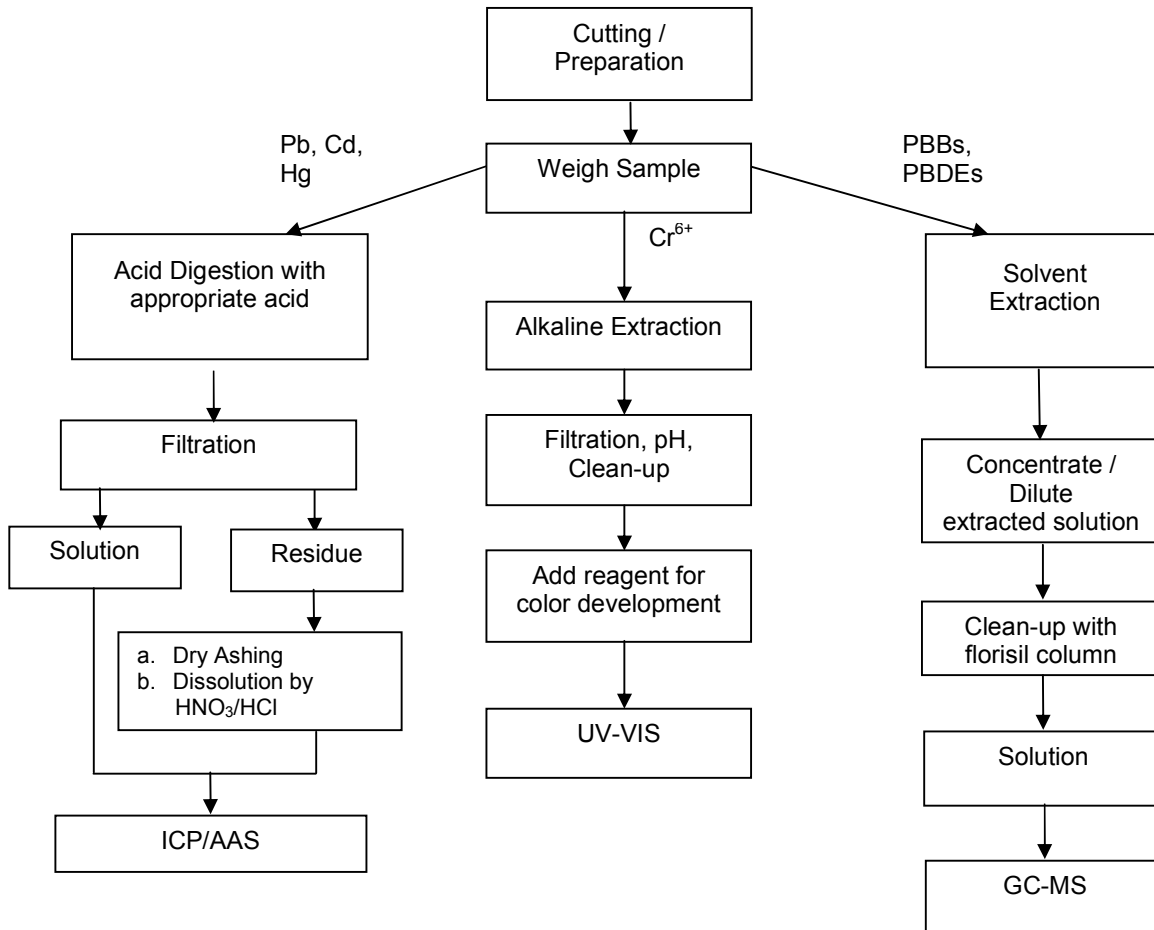 Cutting /
Preparation
Pb, Cd,
Hg
Weigh Sample
PBBs,
PBDEs
Cr⁶⁺
Acid Digestion with
appropriate acid
Alkaline Extraction
Solvent
Extraction
Filtration
Filtration, pH,
Clean-up
Concentrate /
Dilute
extracted solution
Solution
Residue
Add reagent for
color development
Clean-up with
florisil column
a. Dry Ashing
b. Dissolution by
HNO₃/HCl
UV-VIS
Solution
ICP/AAS
GC-MS